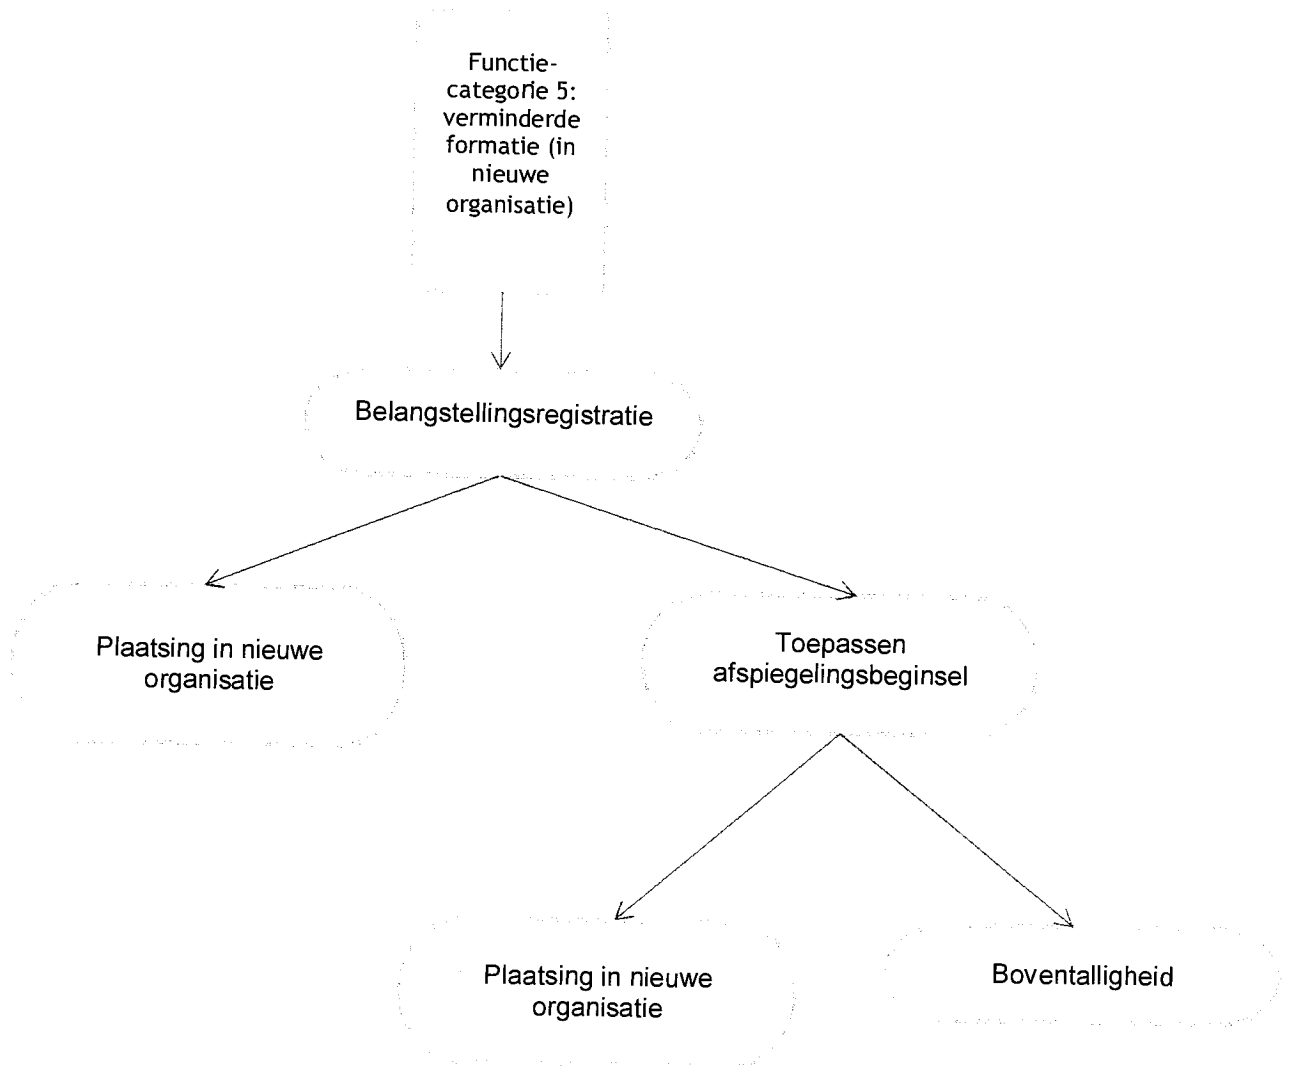 Functie-
categorie 5:
verminderde
formatie (in
nieuwe
organisatie)
Belangstellingsregistratie
Plaatsing in nieuwe
organisatie
Toepassen
afspiegelingsbeginsel
Plaatsing in nieuwe
organisatie
Boventalligheid